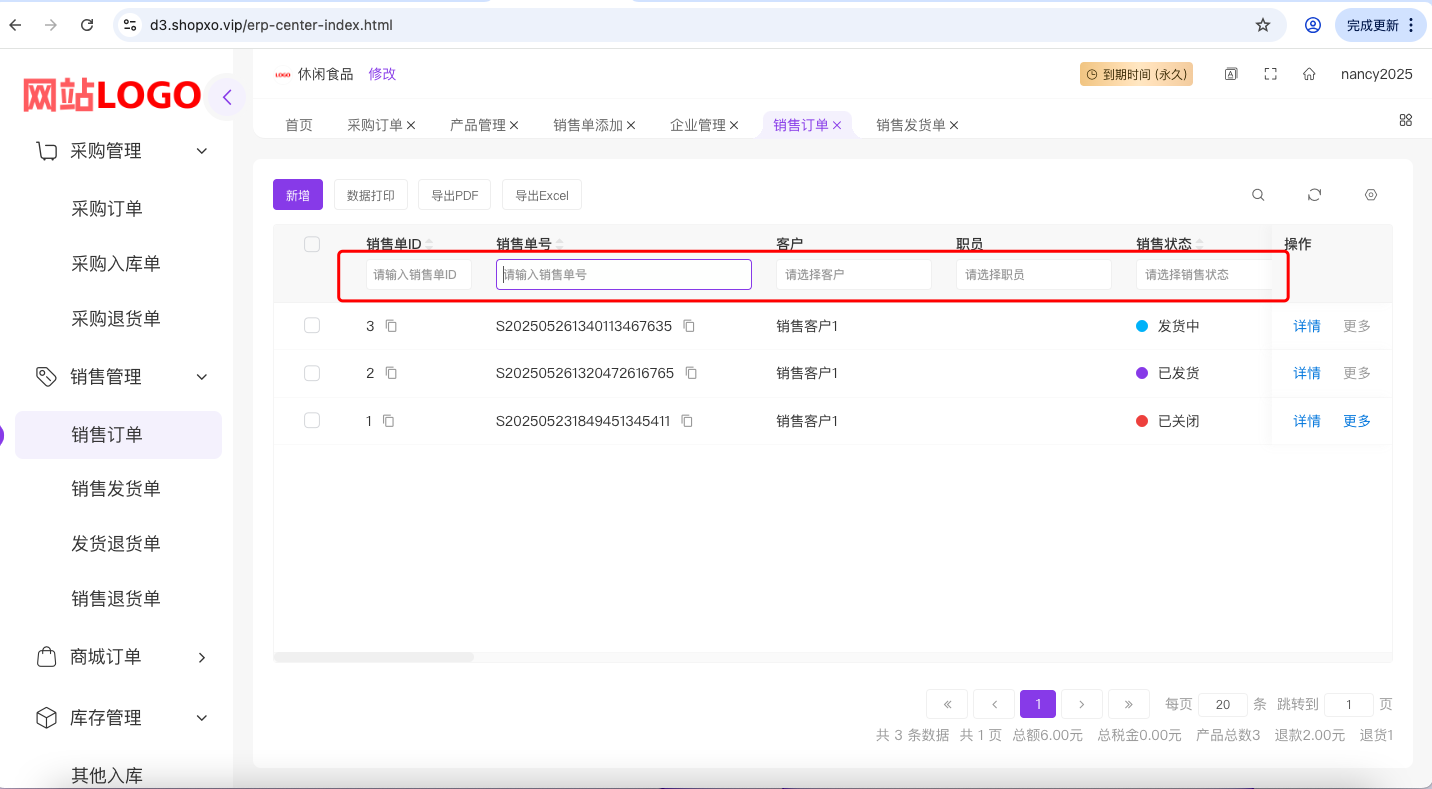 d3.shopxo.vip/erp-center-index.html
完成更新
网站LOGO
LOGO 休闲食品 修改
到期时间 (永久)
nancy2025
首页 采购订单 产品管理 销售单添加 企业管理 销售订单 销售发货单
采购管理
采购订单
采购入库单
采购退货单
销售管理
销售订单
销售发货单
发货退货单
销售退货单
商城订单
库存管理
其他入库
新增 数据打印 导出PDF 导出Excel
销售单ID 销售单号 客户 职员 销售状态 操作
请输入销售单ID 请输入销售单号 请选择客户 请选择职员 请选择销售状态
3 S202505261340113467635 销售客户1 发货中 详情 更多
2 S202505261320472616765 销售客户1 已发货 详情 更多
1 S202505231849451345411 销售客户1 已关闭 详情 更多
« ‹ 1 › » 每页 20 条 跳转到 1 页
共 3 条数据 共 1 页 总额6.00元 总税金0.00元 产品总数3 退款2.00元 退货1